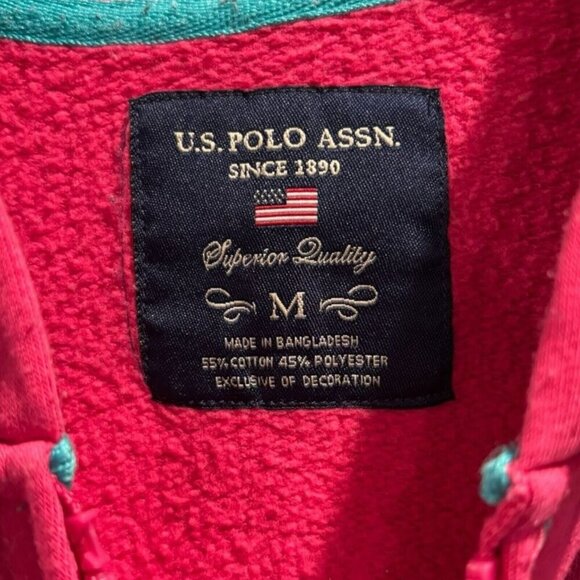 U.S. POLO ASSN.
SINCE 1890
Superior Quality
M
MADE IN BANGLADESH
55% COTTON 45% POLYESTER
EXCLUSIVE OF DECORATION